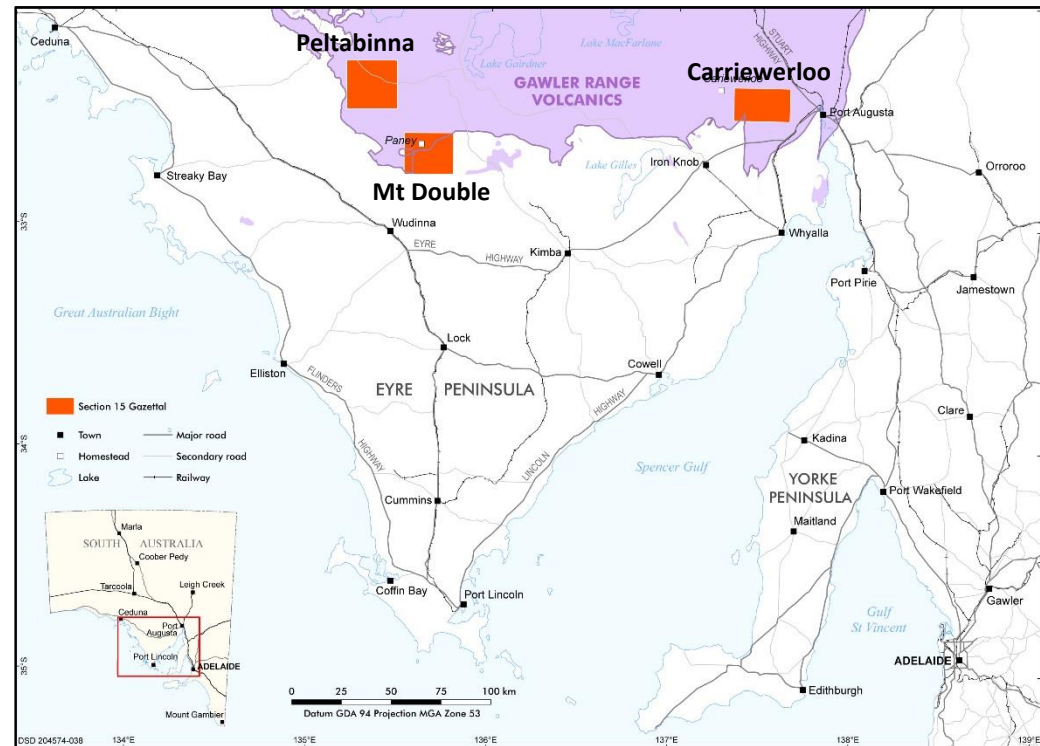 Ceduna
Peltabinna
Lake Gairdner
Lake MacFarlane
STUART
HIGHWAY
GAWLER RANGE
VOLCANICS
Carriewerloo
Port Augusta
Paney
Mt Double
Lake Gilles
Iron Knob
Orroroo
Streaky Bay
33°S
Wudinna
EYRE
HIGHWAY
Kimba
Whyalla
Port Pirie
Jamestown
Great Australian Bight
Lock
Elliston
FLINDERS
HIGHWAY
EYRE PENINSULA
Cowell
LINCOLN
HIGHWAY
Clare
Section 15 Gazettal
Town
Major road
Homestead
Secondary road
Lake
Railway
34°S
Kadina
Spencer Gulf
YORKE
PENINSULA
Port Wakefield
Cummins
Maitland
Marla
SOUTH AUSTRALIA
Coober Pedy
Tarcoola
Leigh Creek
Ceduna
Port
Augusta
Port Lincoln
ADELAIDE
Mount Gambier
Coffin Bay
Port Lincoln
Gawler
Gulf
St Vincent
35°S
ADELAIDE
Edithburgh
0 25 50 75 100 km
Datum GDA 94 Projection MGA Zone 53
DSD 204574-038
134°E
135°E
136°E
137°E
138°E
139°E